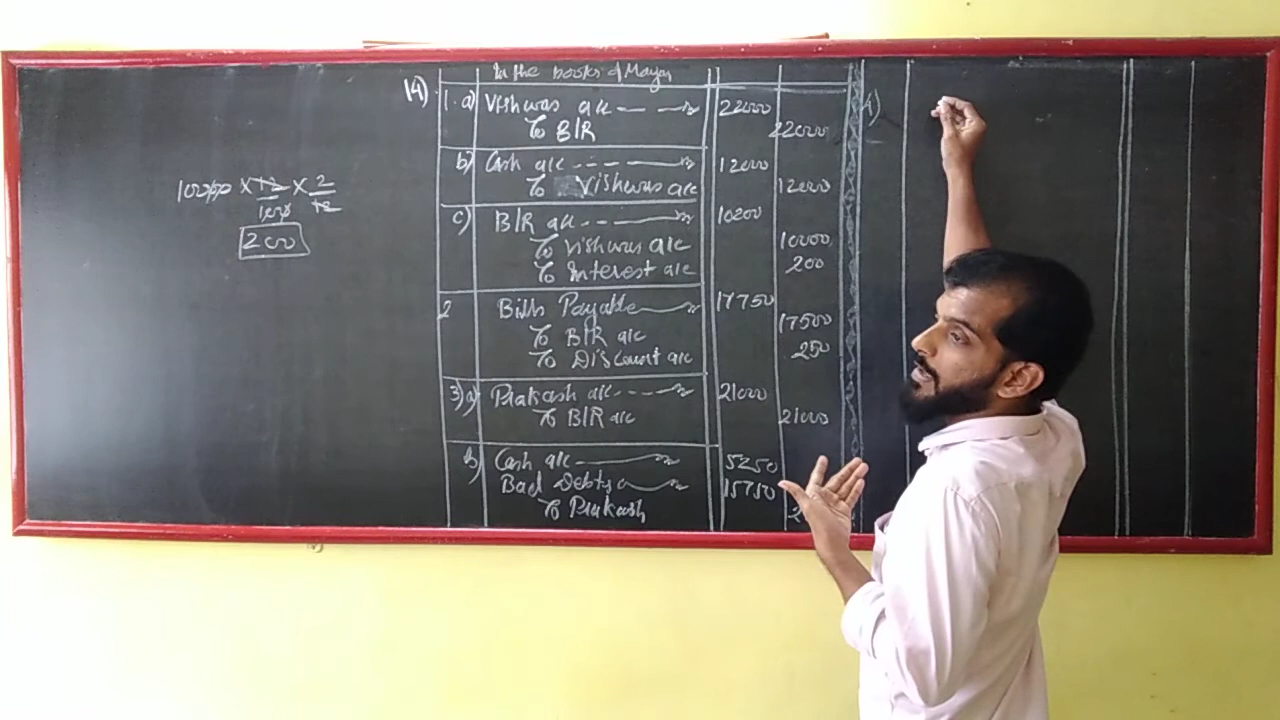 In the books of Mayur
14)
1. a) Vishwas a/c 22000
To B/R 22000
b) Cash a/c 12000
To Vishwas a/c 12000
c) B/R a/c 10200
To Vishwas a/c 10000
To Interest a/c 200
2 Bills Payable 17750
To B/R a/c 17500
To Discount a/c 250
3) a) Prakash a/c 21000
To B/R a/c 21000
b) Cash a/c 5250
Bad Debts 15750
To Prakash 2
10000 × 12/100 × 2/12
200